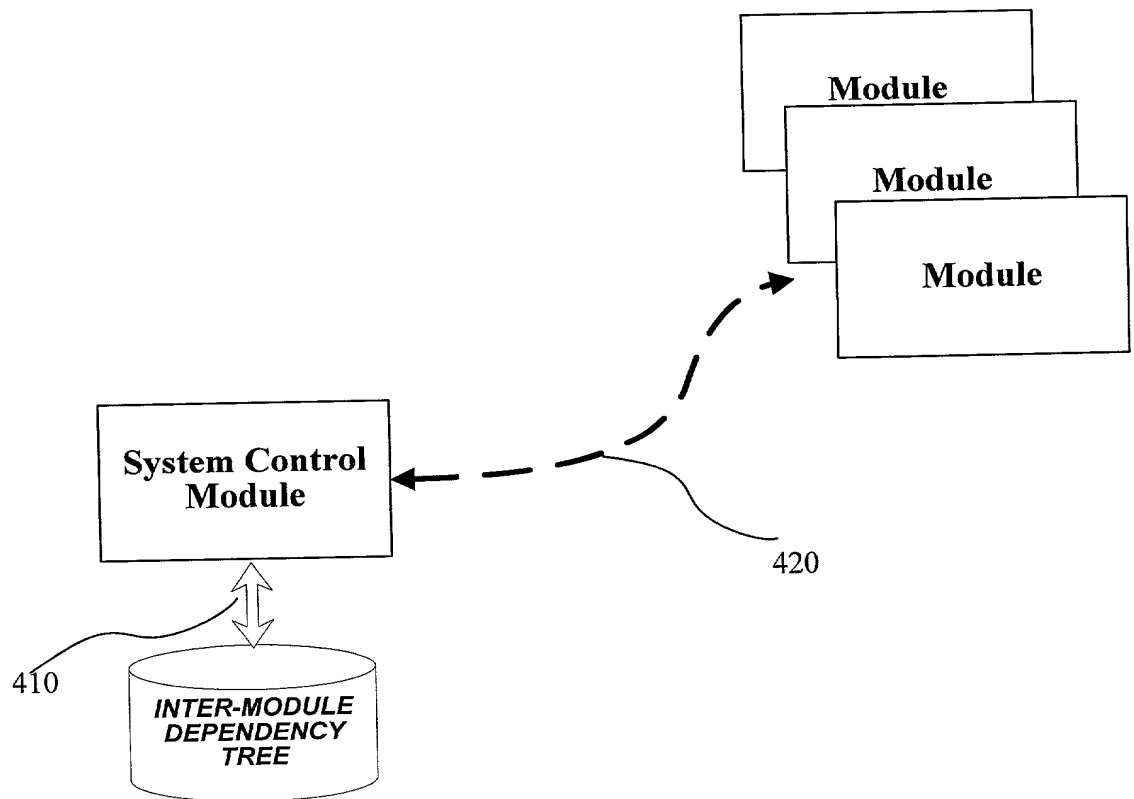 Module
Module
Module
System Control
Module
420
410
INTER-MODULE
DEPENDENCY
TREE